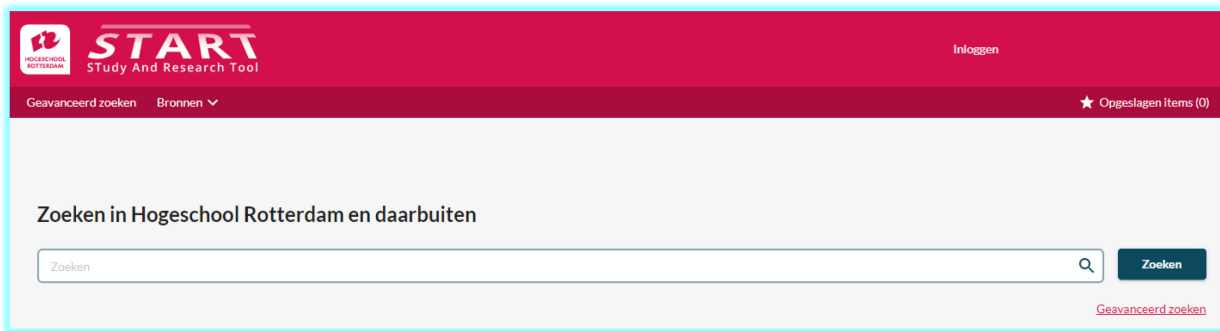 HOGESCHOOL
ROTTERDAM
START
STudy And Research Tool
Inloggen
Geavanceerd zoeken Bronnen
Opgeslagen items (0)
Zoeken in Hogeschool Rotterdam en daarbuiten
Zoeken
Zoeken
Geavanceerd zoeken